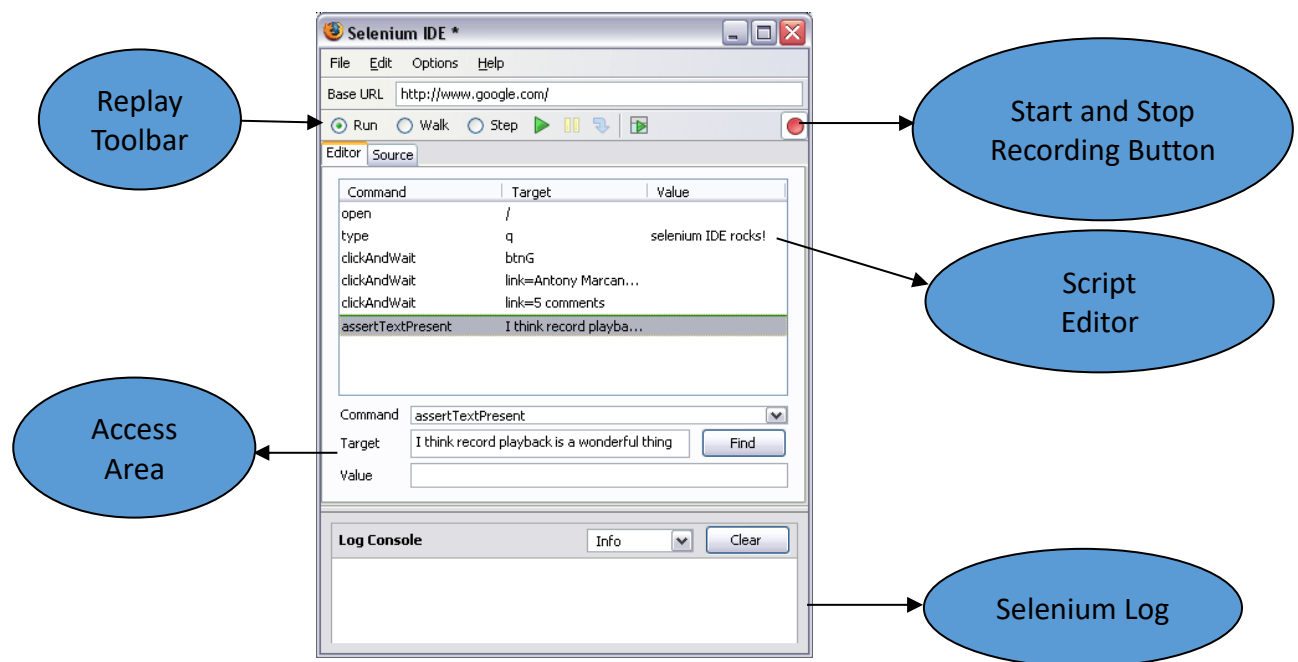 Selenium IDE *
File Edit Options Help
Base URL http://www.google.com/
Run Walk Step
Editor Source
Command Target Value
open /
type q selenium IDE rocks!
clickAndWait btnG
clickAndWait link=Antony Marcan...
clickAndWait link=5 comments
assertTextPresent I think record playba...
Command assertTextPresent
Target I think record playback is a wonderful thing Find
Value
Log Console Info Clear
Replay
Toolbar
Start and Stop
Recording Button
Script
Editor
Access
Area
Selenium Log